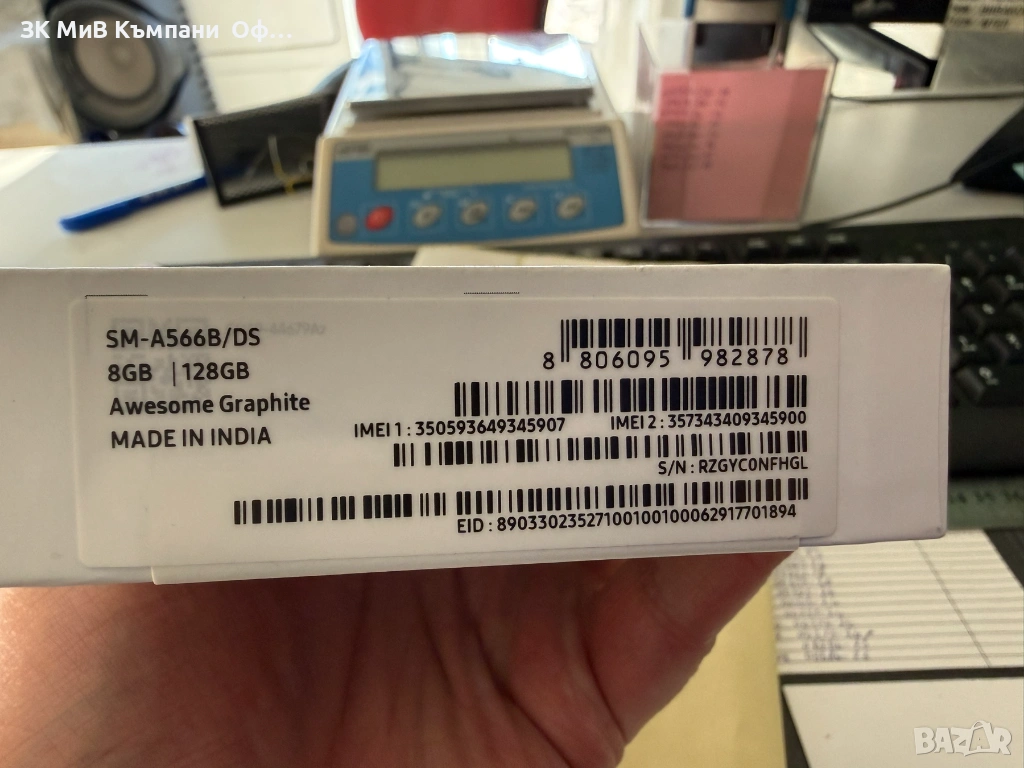 ЗК МиВ Къмпани Оф...
SM-A566B/DS
8GB | 128GB
Awesome Graphite
MADE IN INDIA
8 806095 982878
IMEI 1 : 350593649345907
IMEI 2 : 357343409345900
S/N : RZGYC0NFHGL
EID : 89033023527100100100062917701894
BAZAR